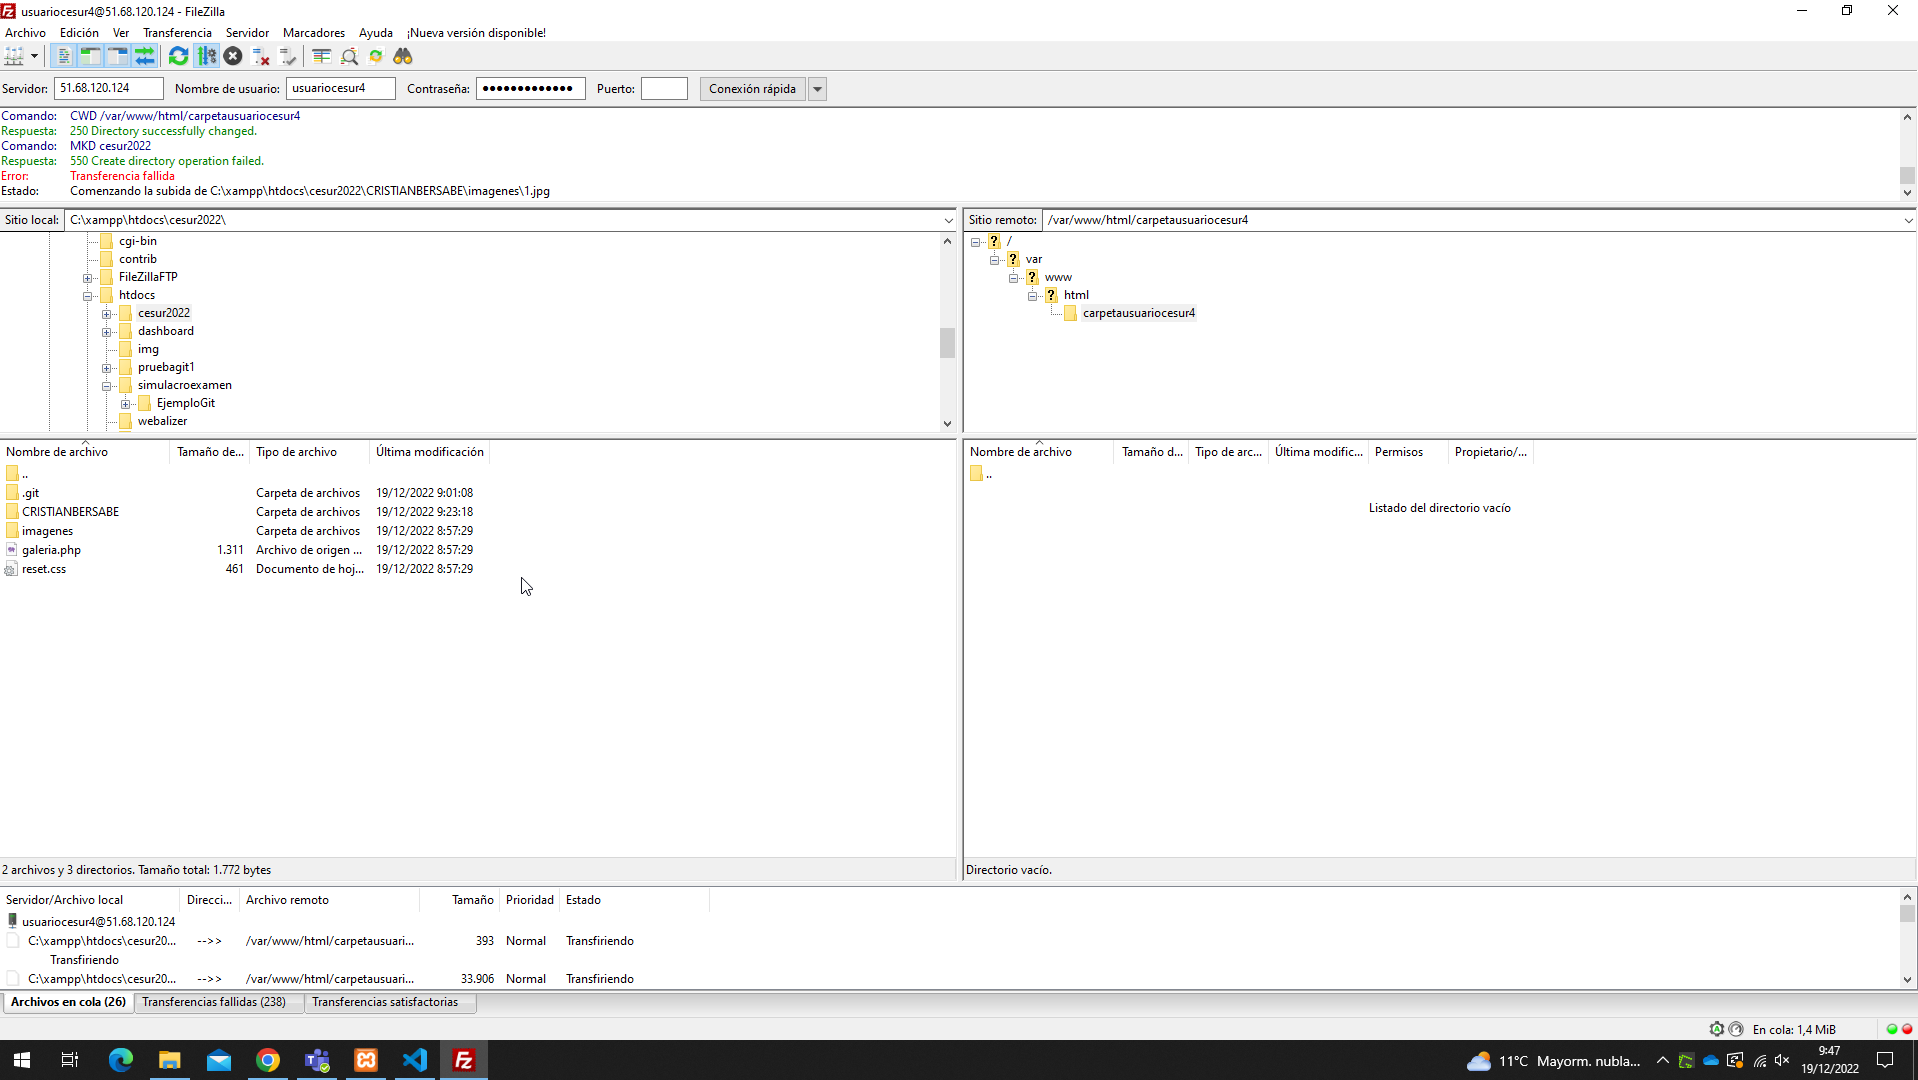 usuariocesur4@51.68.120.124 - FileZilla
Archivo Edición Ver Transferencia Servidor Marcadores Ayuda ¡Nueva versión disponible!
Servidor: 51.68.120.124 Nombre de usuario: usuariocesur4 Contraseña: ●●●●●●●●●●●●● Puerto: Conexión rápida
Comando: CWD /var/www/html/carpetausuariocesur4
Respuesta: 250 Directory successfully changed.
Comando: MKD cesur2022
Respuesta: 550 Create directory operation failed.
Error: Transferencia fallida
Estado: Comenzando la subida de C:\xampp\htdocs\cesur2022\CRISTIANBERSABE\imagenes\1.jpg
Sitio local: C:\xampp\htdocs\cesur2022\
cgi-bin
contrib
FileZillaFTP
htdocs
cesur2022
dashboard
img
pruebagit1
simulacroexamen
EjemploGit
webalizer
Sitio remoto: /var/www/html/carpetausuariocesur4
/
var
www
html
carpetausuariocesur4
Nombre de archivo Tamaño de... Tipo de archivo Última modificación
..
.git Carpeta de archivos 19/12/2022 9:01:08
CRISTIANBERSABE Carpeta de archivos 19/12/2022 9:23:18
imagenes Carpeta de archivos 19/12/2022 8:57:29
galeria.php 1.311 Archivo de origen ... 19/12/2022 8:57:29
reset.css 461 Documento de hoj... 19/12/2022 8:57:29
2 archivos y 3 directorios. Tamaño total: 1.772 bytes
Nombre de archivo Tamaño d... Tipo de arc... Última modific... Permisos Propietario/...
..
Listado del directorio vacío
Directorio vacío.
Servidor/Archivo local Direcci... Archivo remoto Tamaño Prioridad Estado
usuariocesur4@51.68.120.124
C:\xampp\htdocs\cesur20... -->> /var/www/html/carpetausuari... 393 Normal Transfiriendo
Transfiriendo
C:\xampp\htdocs\cesur20... -->> /var/www/html/carpetausuari... 33.906 Normal Transfiriendo
Archivos en cola (26) Transferencias fallidas (238) Transferencias satisfactorias
En cola: 1,4 MiB
11°C Mayorm. nubla... 9:47
19/12/2022